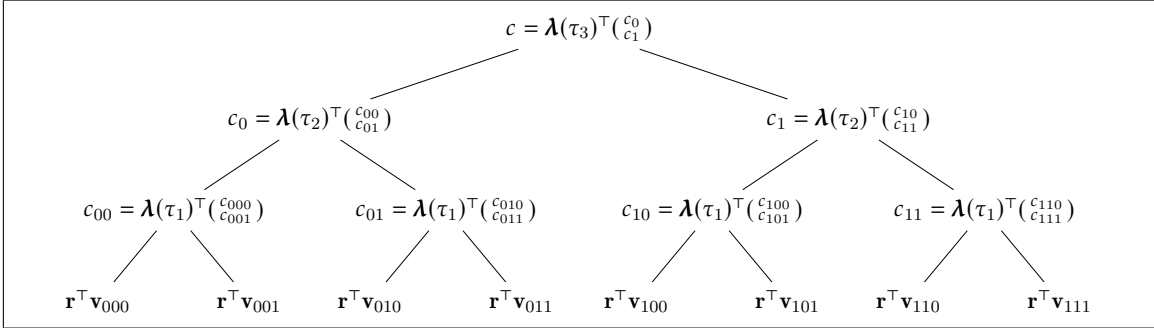 c = λ(τ₃)ᵀ(c₀ c₁)
c₀ = λ(τ₂)ᵀ(c₀₀ c₀₁) c₁ = λ(τ₂)ᵀ(c₁₀ c₁₁)
c₀₀ = λ(τ₁)ᵀ(c₀₀₀ c₀₀₁) c₀₁ = λ(τ₁)ᵀ(c₀₁₀ c₀₁₁) c₁₀ = λ(τ₁)ᵀ(c₁₀₀ c₁₀₁) c₁₁ = λ(τ₁)ᵀ(c₁₁₀ c₁₁₁)
rᵀv₀₀₀ rᵀv₀₀₁ rᵀv₀₁₀ rᵀv₀₁₁ rᵀv₁₀₀ rᵀv₁₀₁ rᵀv₁₁₀ rᵀv₁₁₁